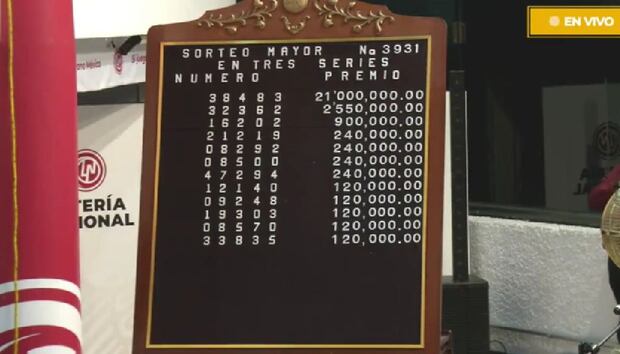 EN VIVO
SORTEO MAYOR No 3931
EN TRES SERIES
NUMERO PREMIO
38483 21'000,000.00
32362 2'550,000.00
16202 900,000.00
21219 240,000.00
08292 240,000.00
08500 240,000.00
47294 240,000.00
12140 120,000.00
09248 120,000.00
19303 120,000.00
08570 120,000.00
33835 120,000.00
LN
TERÍA
IONAL